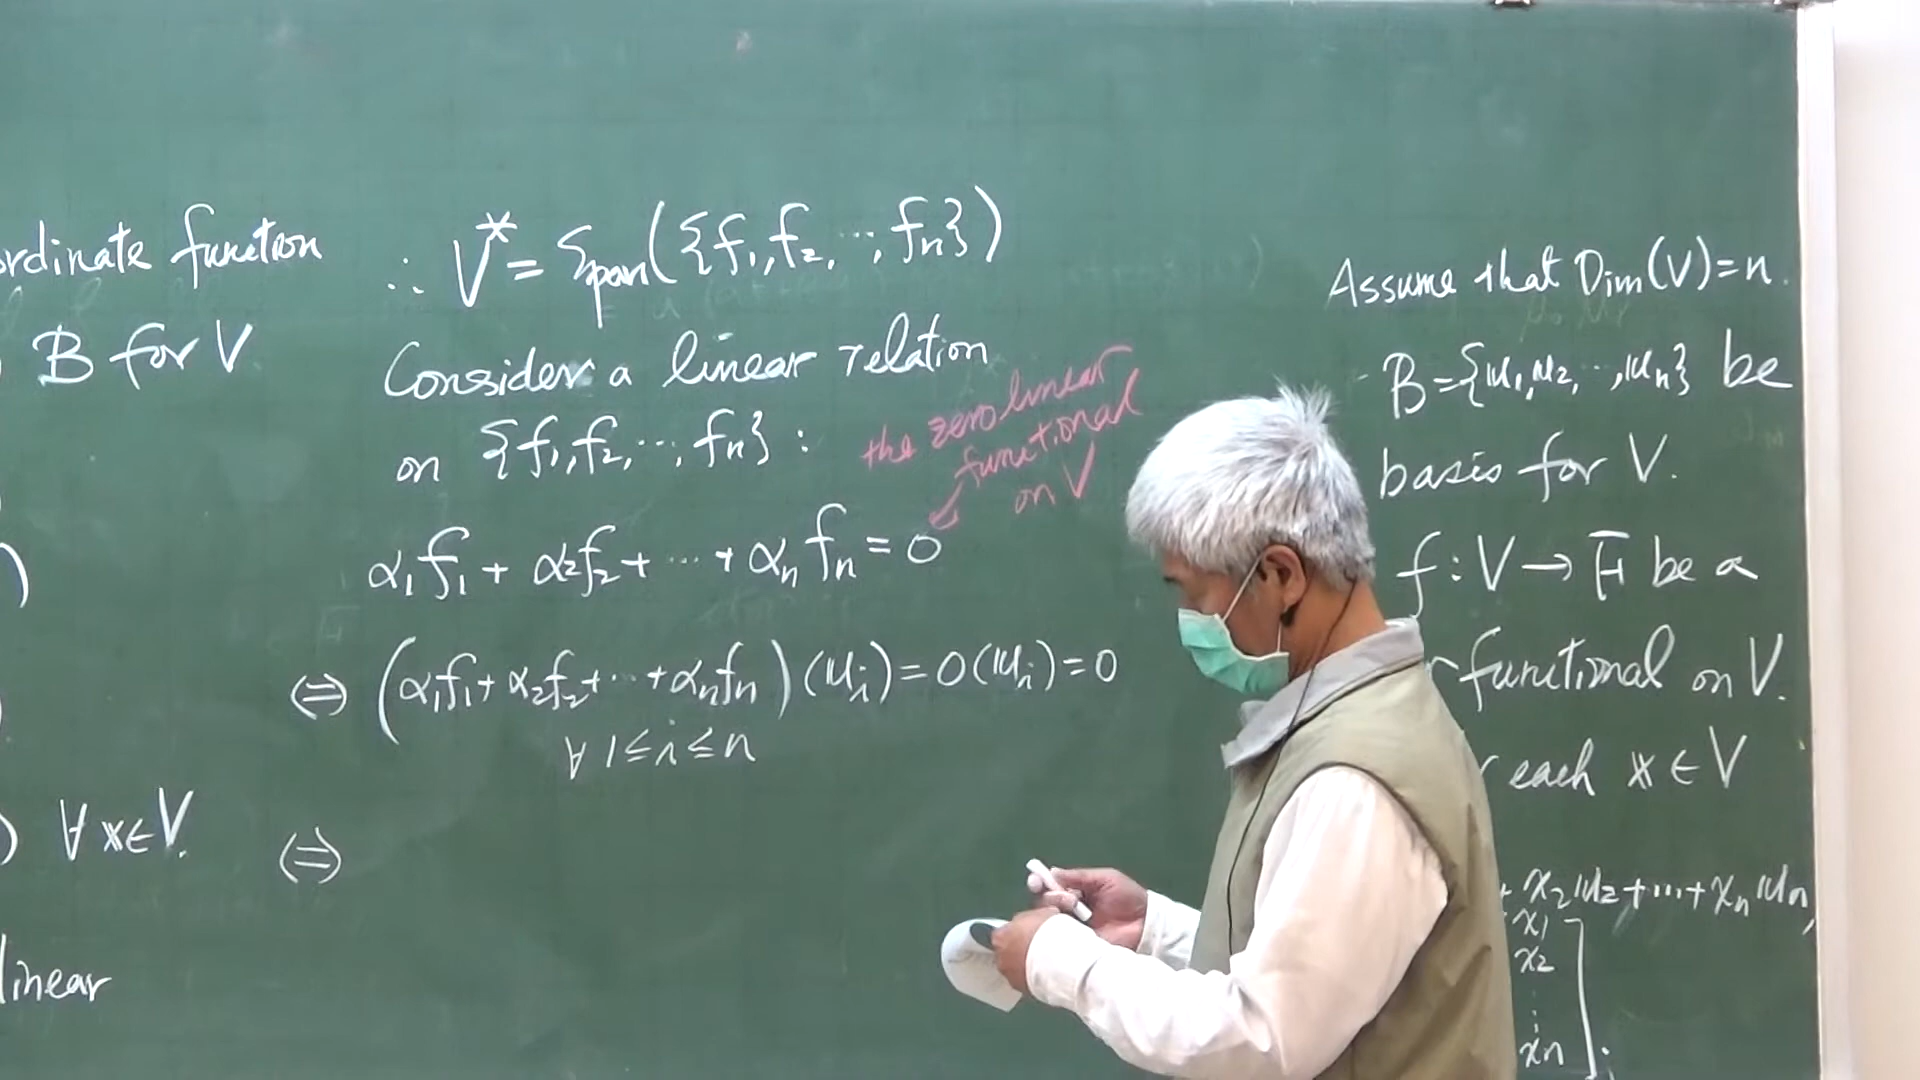 ordinate function
B for V
∀ x∈V.
linear
∴ V* = Span({f₁, f₂, ⋯, fₙ})
Consider a linear relation
on {f₁, f₂, ⋯, fₙ} :
the zero linear
functional
on V
α₁f₁ + α₂f₂ + ⋯ + αₙfₙ = 0
⇔ (α₁f₁ + α₂f₂ + ⋯ + αₙfₙ)(uᵢ) = 0(uᵢ) = 0
∀ 1 ≤ i ≤ n
⇔
Assume that Dim(V) = n.
B = {u₁, u₂, ⋯, uₙ} be
basis for V.
f : V → F be a
functional on V.
each x ∈ V
+ x₂u₂ + ⋯ + xₙuₙ,
x₁
x₂
⋮
xₙ ] .